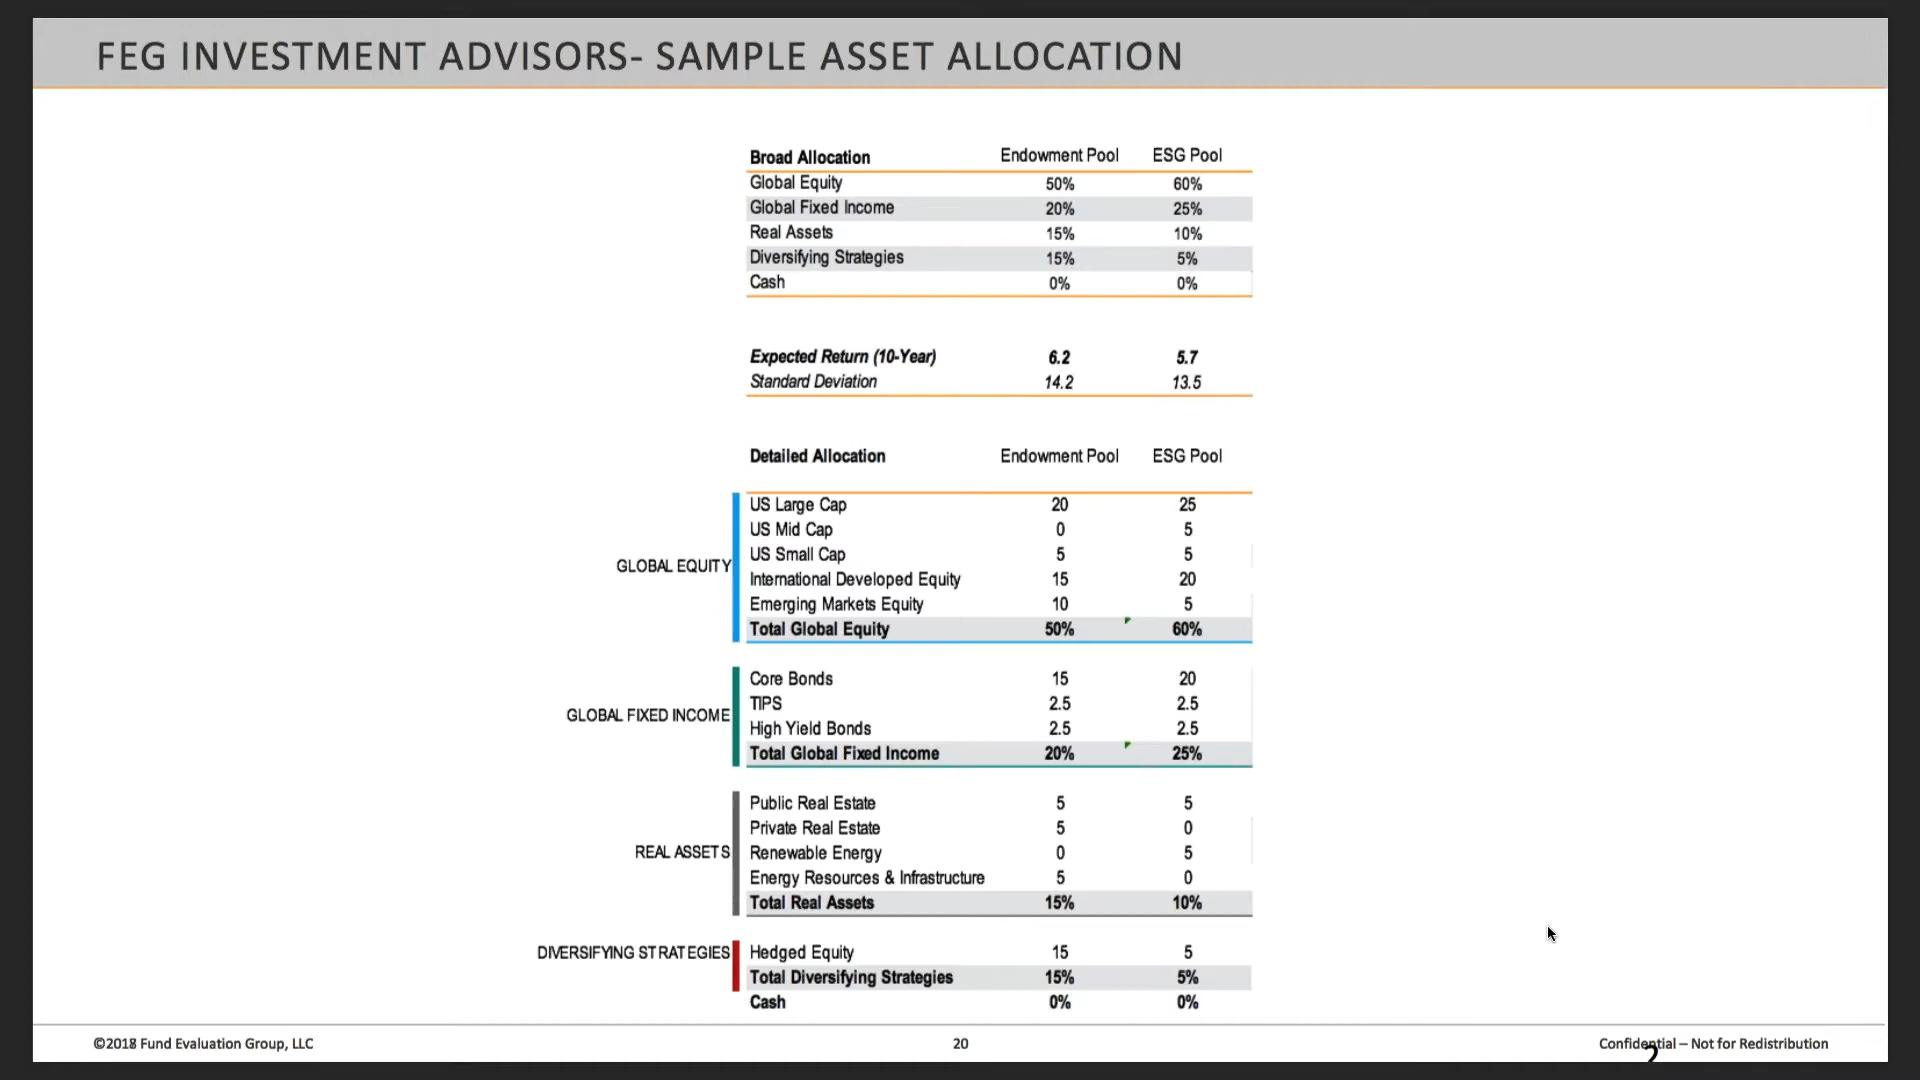 FEG INVESTMENT ADVISORS- SAMPLE ASSET ALLOCATION
Broad Allocation Endowment Pool ESG Pool
Global Equity 50% 60%
Global Fixed Income 20% 25%
Real Assets 15% 10%
Diversifying Strategies 15% 5%
Cash 0% 0%
Expected Return (10-Year) 6.2 5.7
Standard Deviation 14.2 13.5
Detailed Allocation Endowment Pool ESG Pool
GLOBAL EQUITY
US Large Cap 20 25
US Mid Cap 0 5
US Small Cap 5 5
International Developed Equity 15 20
Emerging Markets Equity 10 5
Total Global Equity 50% 60%
GLOBAL FIXED INCOME
Core Bonds 15 20
TIPS 2.5 2.5
High Yield Bonds 2.5 2.5
Total Global Fixed Income 20% 25%
REAL ASSETS
Public Real Estate 5 5
Private Real Estate 5 0
Renewable Energy 0 5
Energy Resources & Infrastructure 5 0
Total Real Assets 15% 10%
DIVERSIFYING STRATEGIES
Hedged Equity 15 5
Total Diversifying Strategies 15% 5%
Cash 0% 0%
©2018 Fund Evaluation Group, LLC 20 Confidential – Not for Redistribution
2